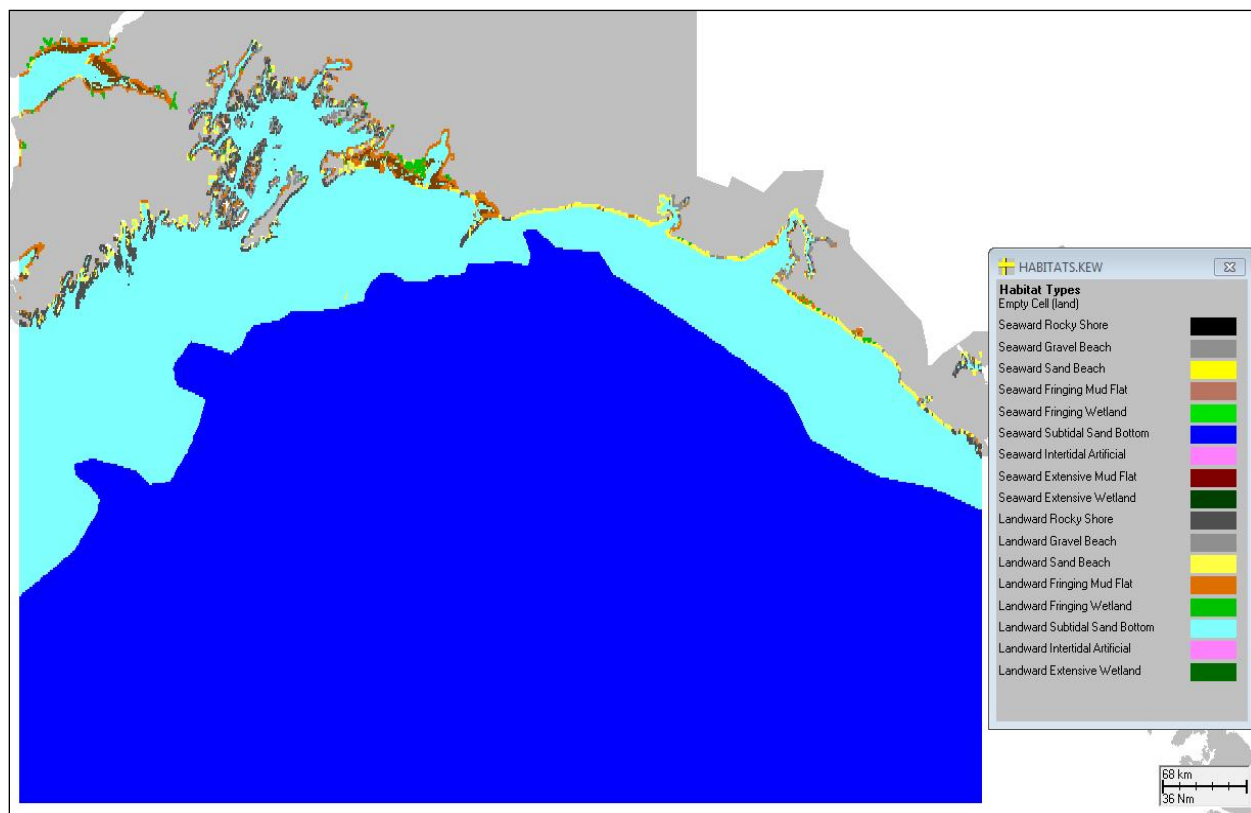 HABITATS.KEW
Habitat Types
Empty Cell (land)
Seaward Rocky Shore
Seaward Gravel Beach
Seaward Sand Beach
Seaward Fringing Mud Flat
Seaward Fringing Wetland
Seaward Subtidal Sand Bottom
Seaward Intertidal Artificial
Seaward Extensive Mud Flat
Seaward Extensive Wetland
Landward Rocky Shore
Landward Gravel Beach
Landward Sand Beach
Landward Fringing Mud Flat
Landward Fringing Wetland
Landward Subtidal Sand Bottom
Landward Intertidal Artificial
Landward Extensive Wetland
68 km
36 Nm